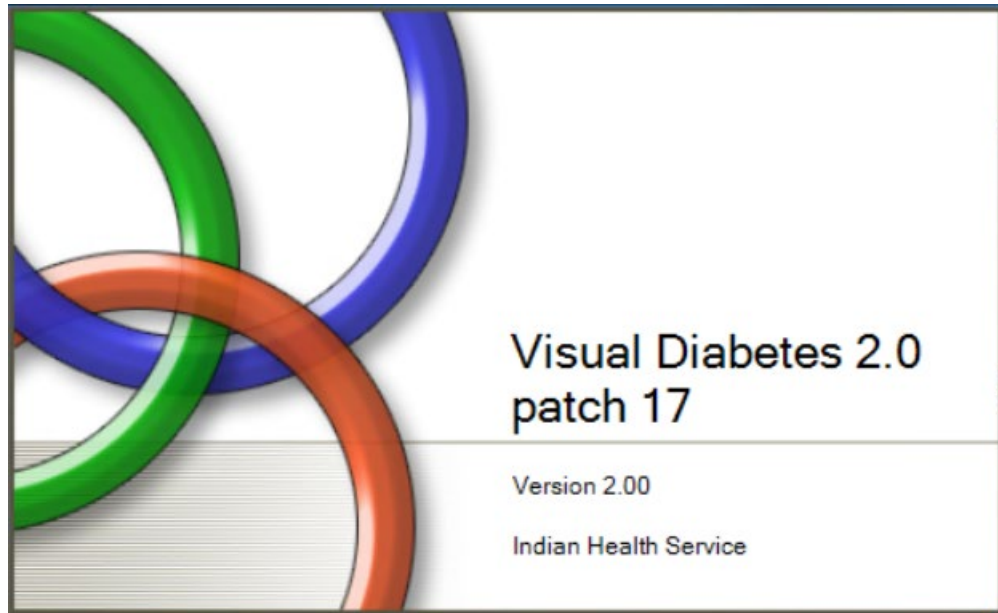 Visual Diabetes 2.0
patch 17
Version 2.00
Indian Health Service